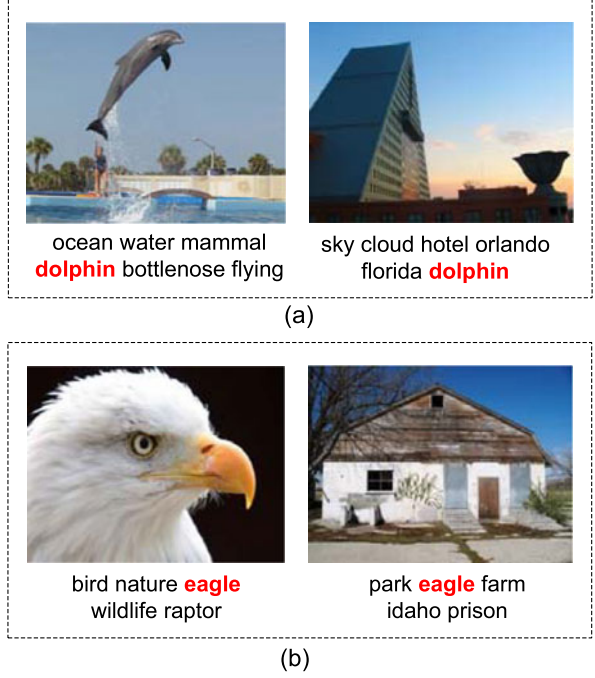 ocean water mammal
dolphin bottlenose flying
sky cloud hotel orlando
florida dolphin
(a)
bird nature eagle
wildlife raptor
park eagle farm
idaho prison
(b)